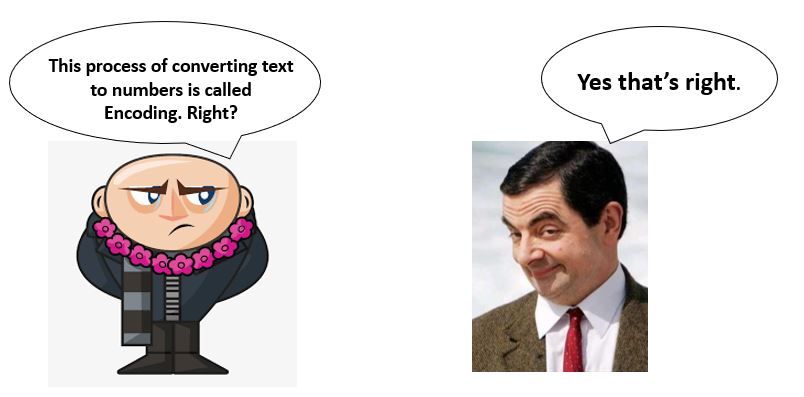 This process of converting text
to numbers is called
Encoding. Right?
Yes that’s right.